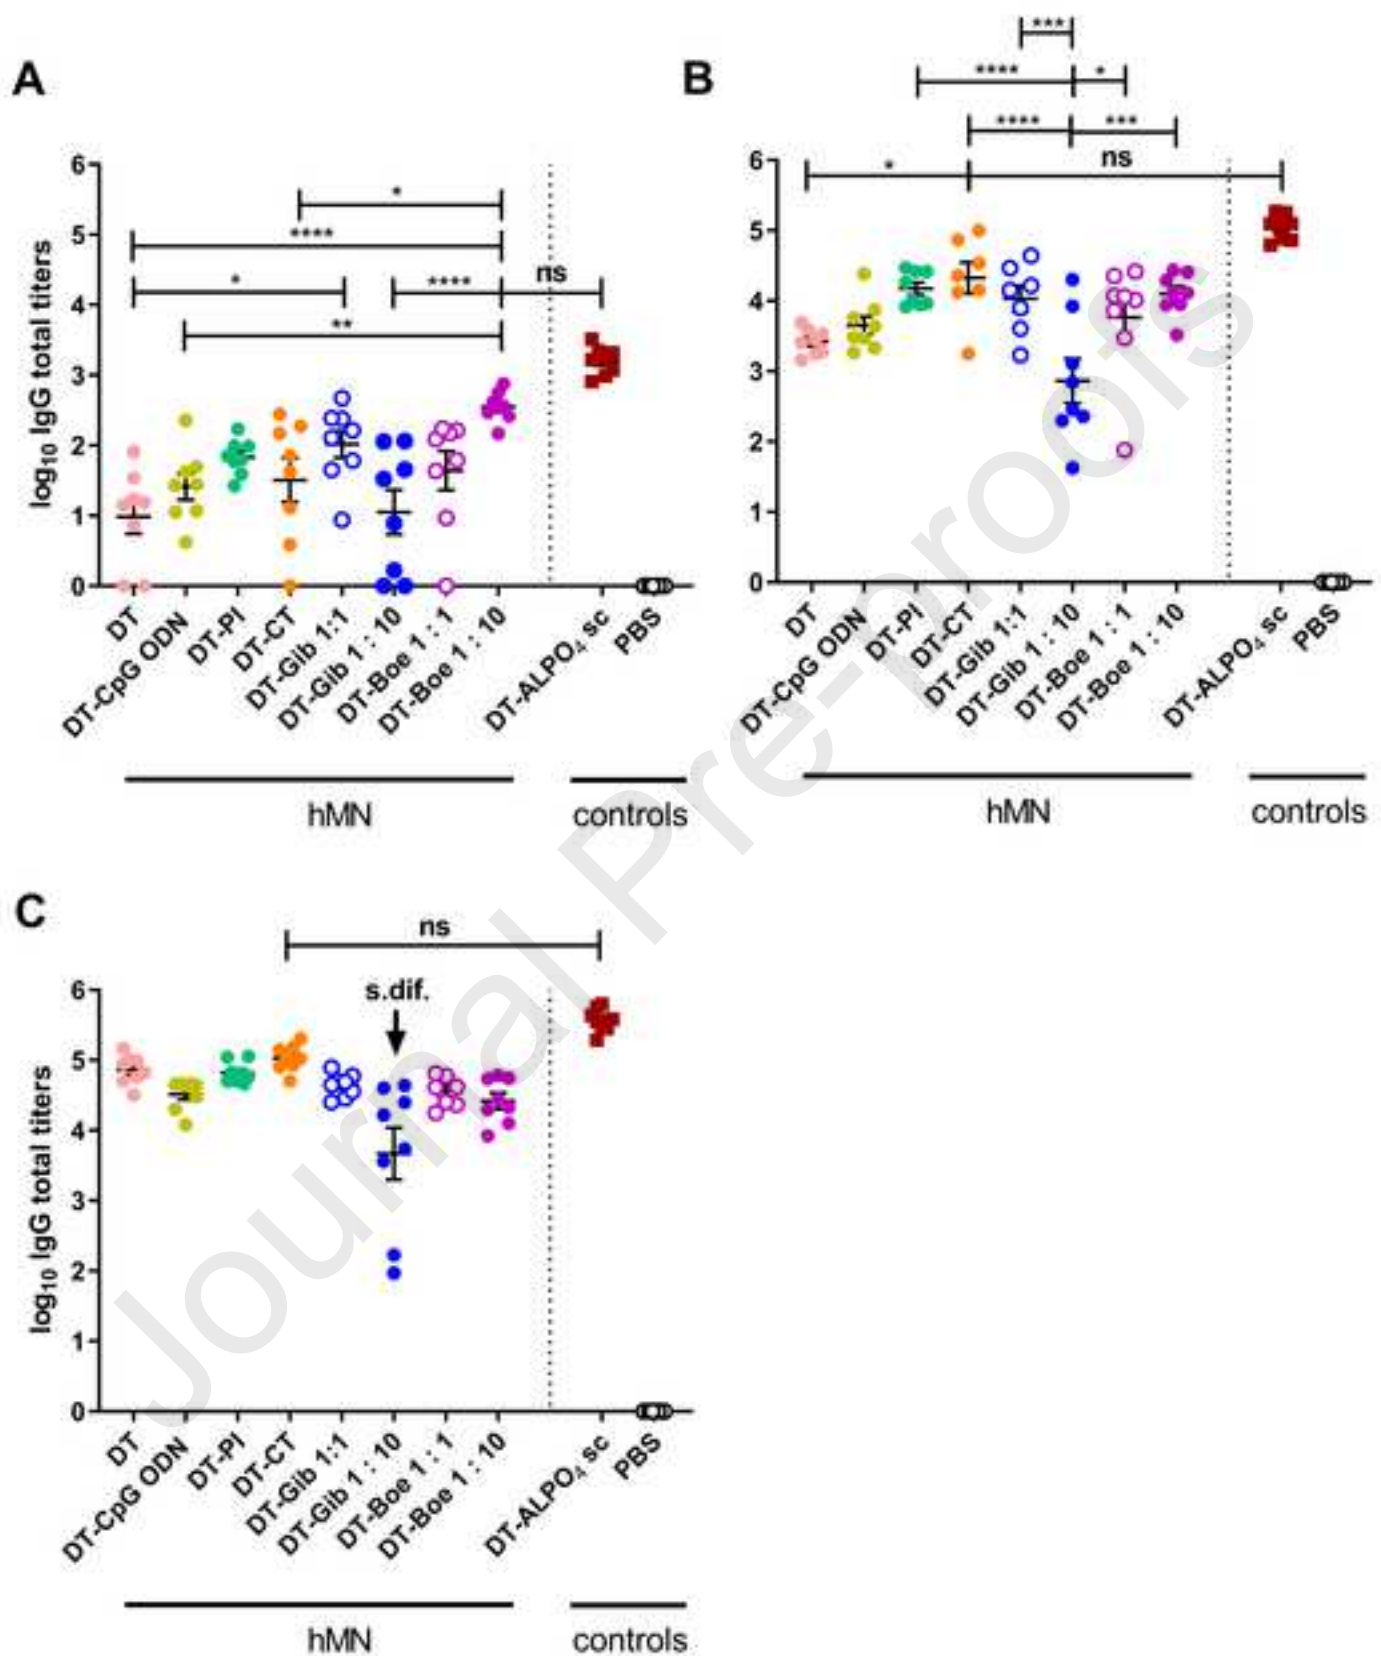 A
*
****
*
****
ns
**
6
5
4
3
2
1
0
log10 IgG total titers
DT
DT-CpG ODN
DT-PI
DT-CT
DT-Gib 1:1
DT-Gib 1 : 10
DT-Boe 1 : 1
DT-Boe 1 : 10
DT-ALPO4 sc
PBS
hMN
controls
B
***
****
*
****
***
*
ns
6
5
4
3
2
1
0
DT
DT-CpG ODN
DT-PI
DT-CT
DT-Gib 1:1
DT-Gib 1 : 10
DT-Boe 1 : 1
DT-Boe 1 : 10
DT-ALPO4 sc
PBS
hMN
controls
C
ns
s.dif.
6
5
4
3
2
1
0
log10 IgG total titers
DT
DT-CpG ODN
DT-PI
DT-CT
DT-Gib 1:1
DT-Gib 1 : 10
DT-Boe 1 : 1
DT-Boe 1 : 10
DT-ALPO4 sc
PBS
hMN
controls
Journal Pre-proofs